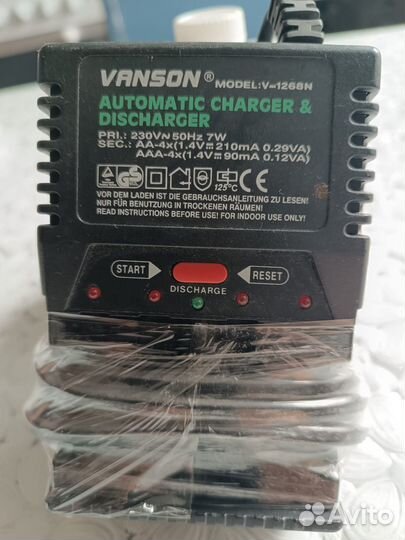 VANSON® MODEL:V-1268N
AUTOMATIC CHARGER &
DISCHARGER
PRI.: 230V~ 50Hz 7W
SEC.: AA-4x(1.4V⎓210mA 0.29VA)
AAA-4x(1.4V⎓90mA 0.12VA)
125°C CE
VOR DEM LADEN IST DIE GEBRAUCHSANLEITUNG ZU LESEN!
NUR FÜR BENUTZUNG IN TROCKENEN RÄUMEN!
READ INSTRUCTIONS BEFORE USE! FOR INDOOR USE ONLY!
START RESET
DISCHARGE
Avito